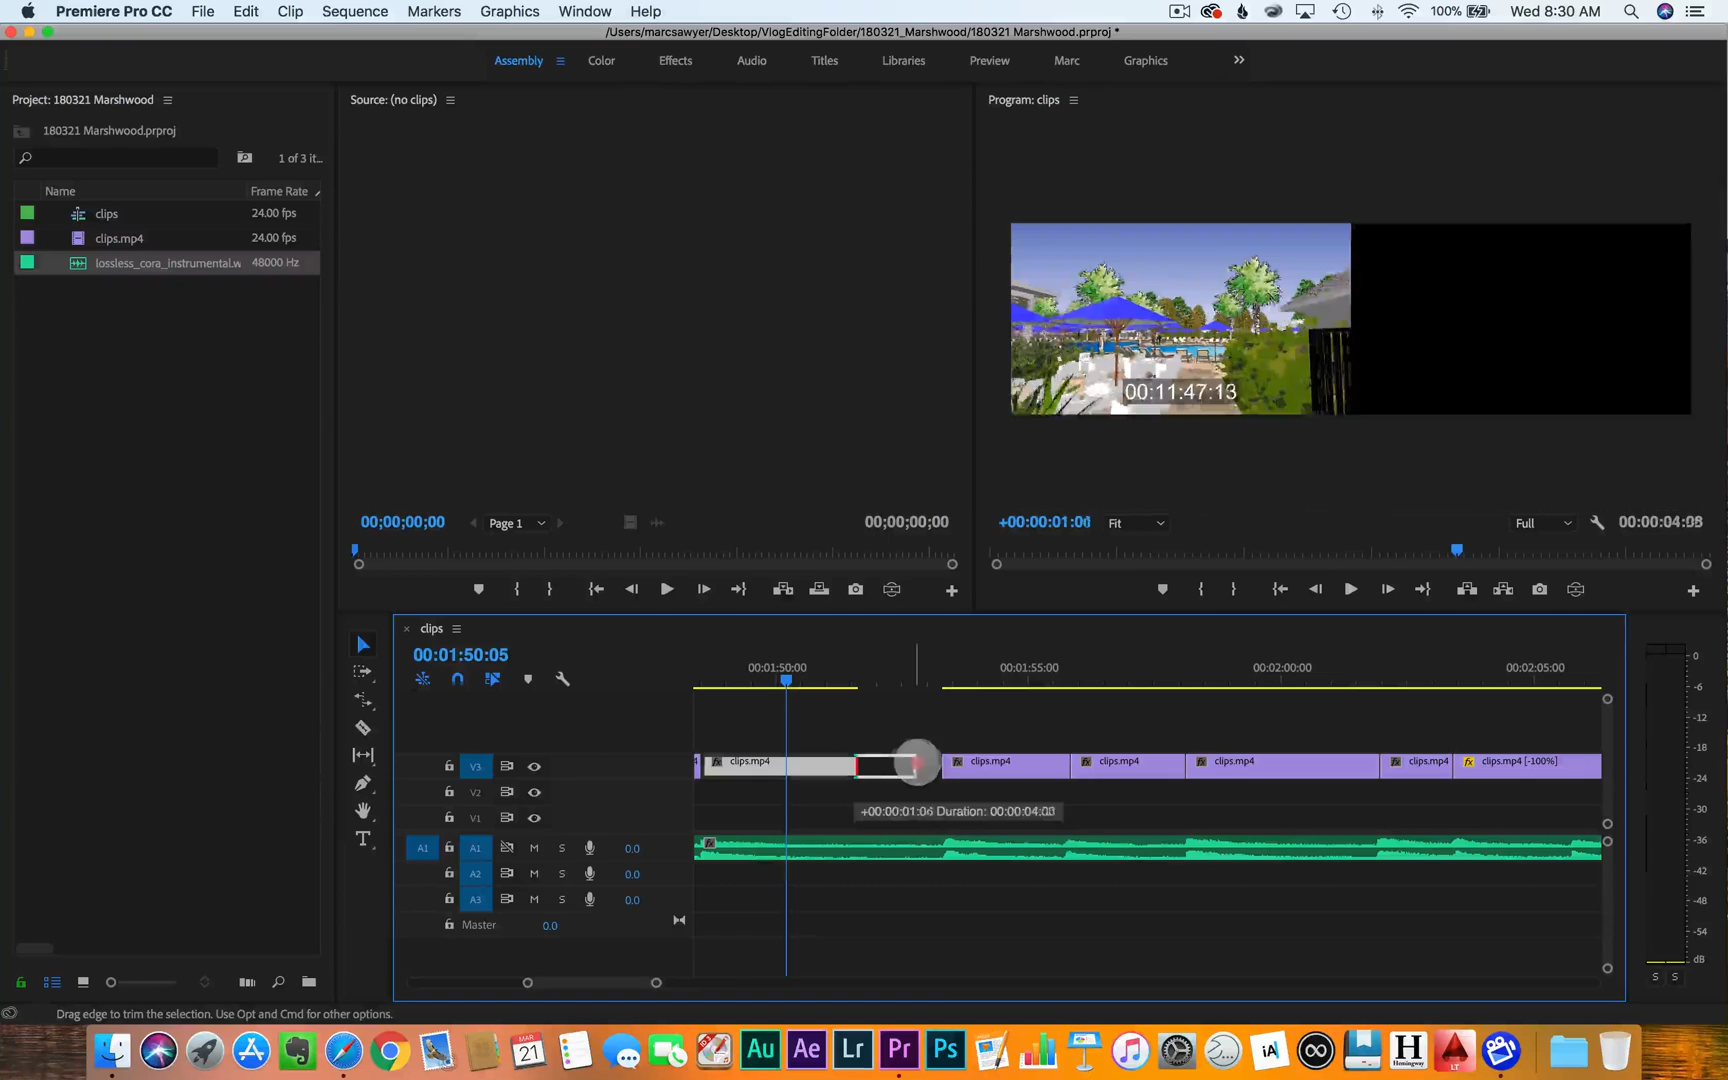 Premiere Pro CC File Edit Clip Sequence Markers Graphics Window Help 100% Wed 8:30 AM
/Users/marcsawyer/Desktop/VlogEditingFolder/180321_Marshwood/180321 Marshwood.prproj *
Assembly Color Effects Audio Titles Libraries Preview Marc Graphics
Project: 180321 Marshwood Source: (no clips) Program: clips
180321 Marshwood.prproj
1 of 3 it...
Name Frame Rate
clips 24.00 fps
clips.mp4 24.00 fps
lossless_cora_instrumental.w 48000 Hz
00:11:47:13
00;00;00;00 Page 1 00;00;00;00 +00:00:01:06 Fit Full
clips
00:01:50:05
00:01:50:00 00:01:55:00 00:02:00:00 00:02:05:00
V3 clips.mp4 clips.mp4 clips.mp4 clips.mp4 clips.mp4 clips.mp4 [-100%]
V2
+00:00:01:06 Duration: 00:00:04:00
V1
A1 A1 M S 0.0
A2 M S 0.0
A3 M S 0.0
Master 0.0
0
-6
-12
-18
-24
-30
-36
-42
-48
-54
dB
S S
Drag edge to trim the selection. Use Opt and Cmd for other options.
MAR
21
Au Ae Lr Pr Ps iA H
Hemingway
LT